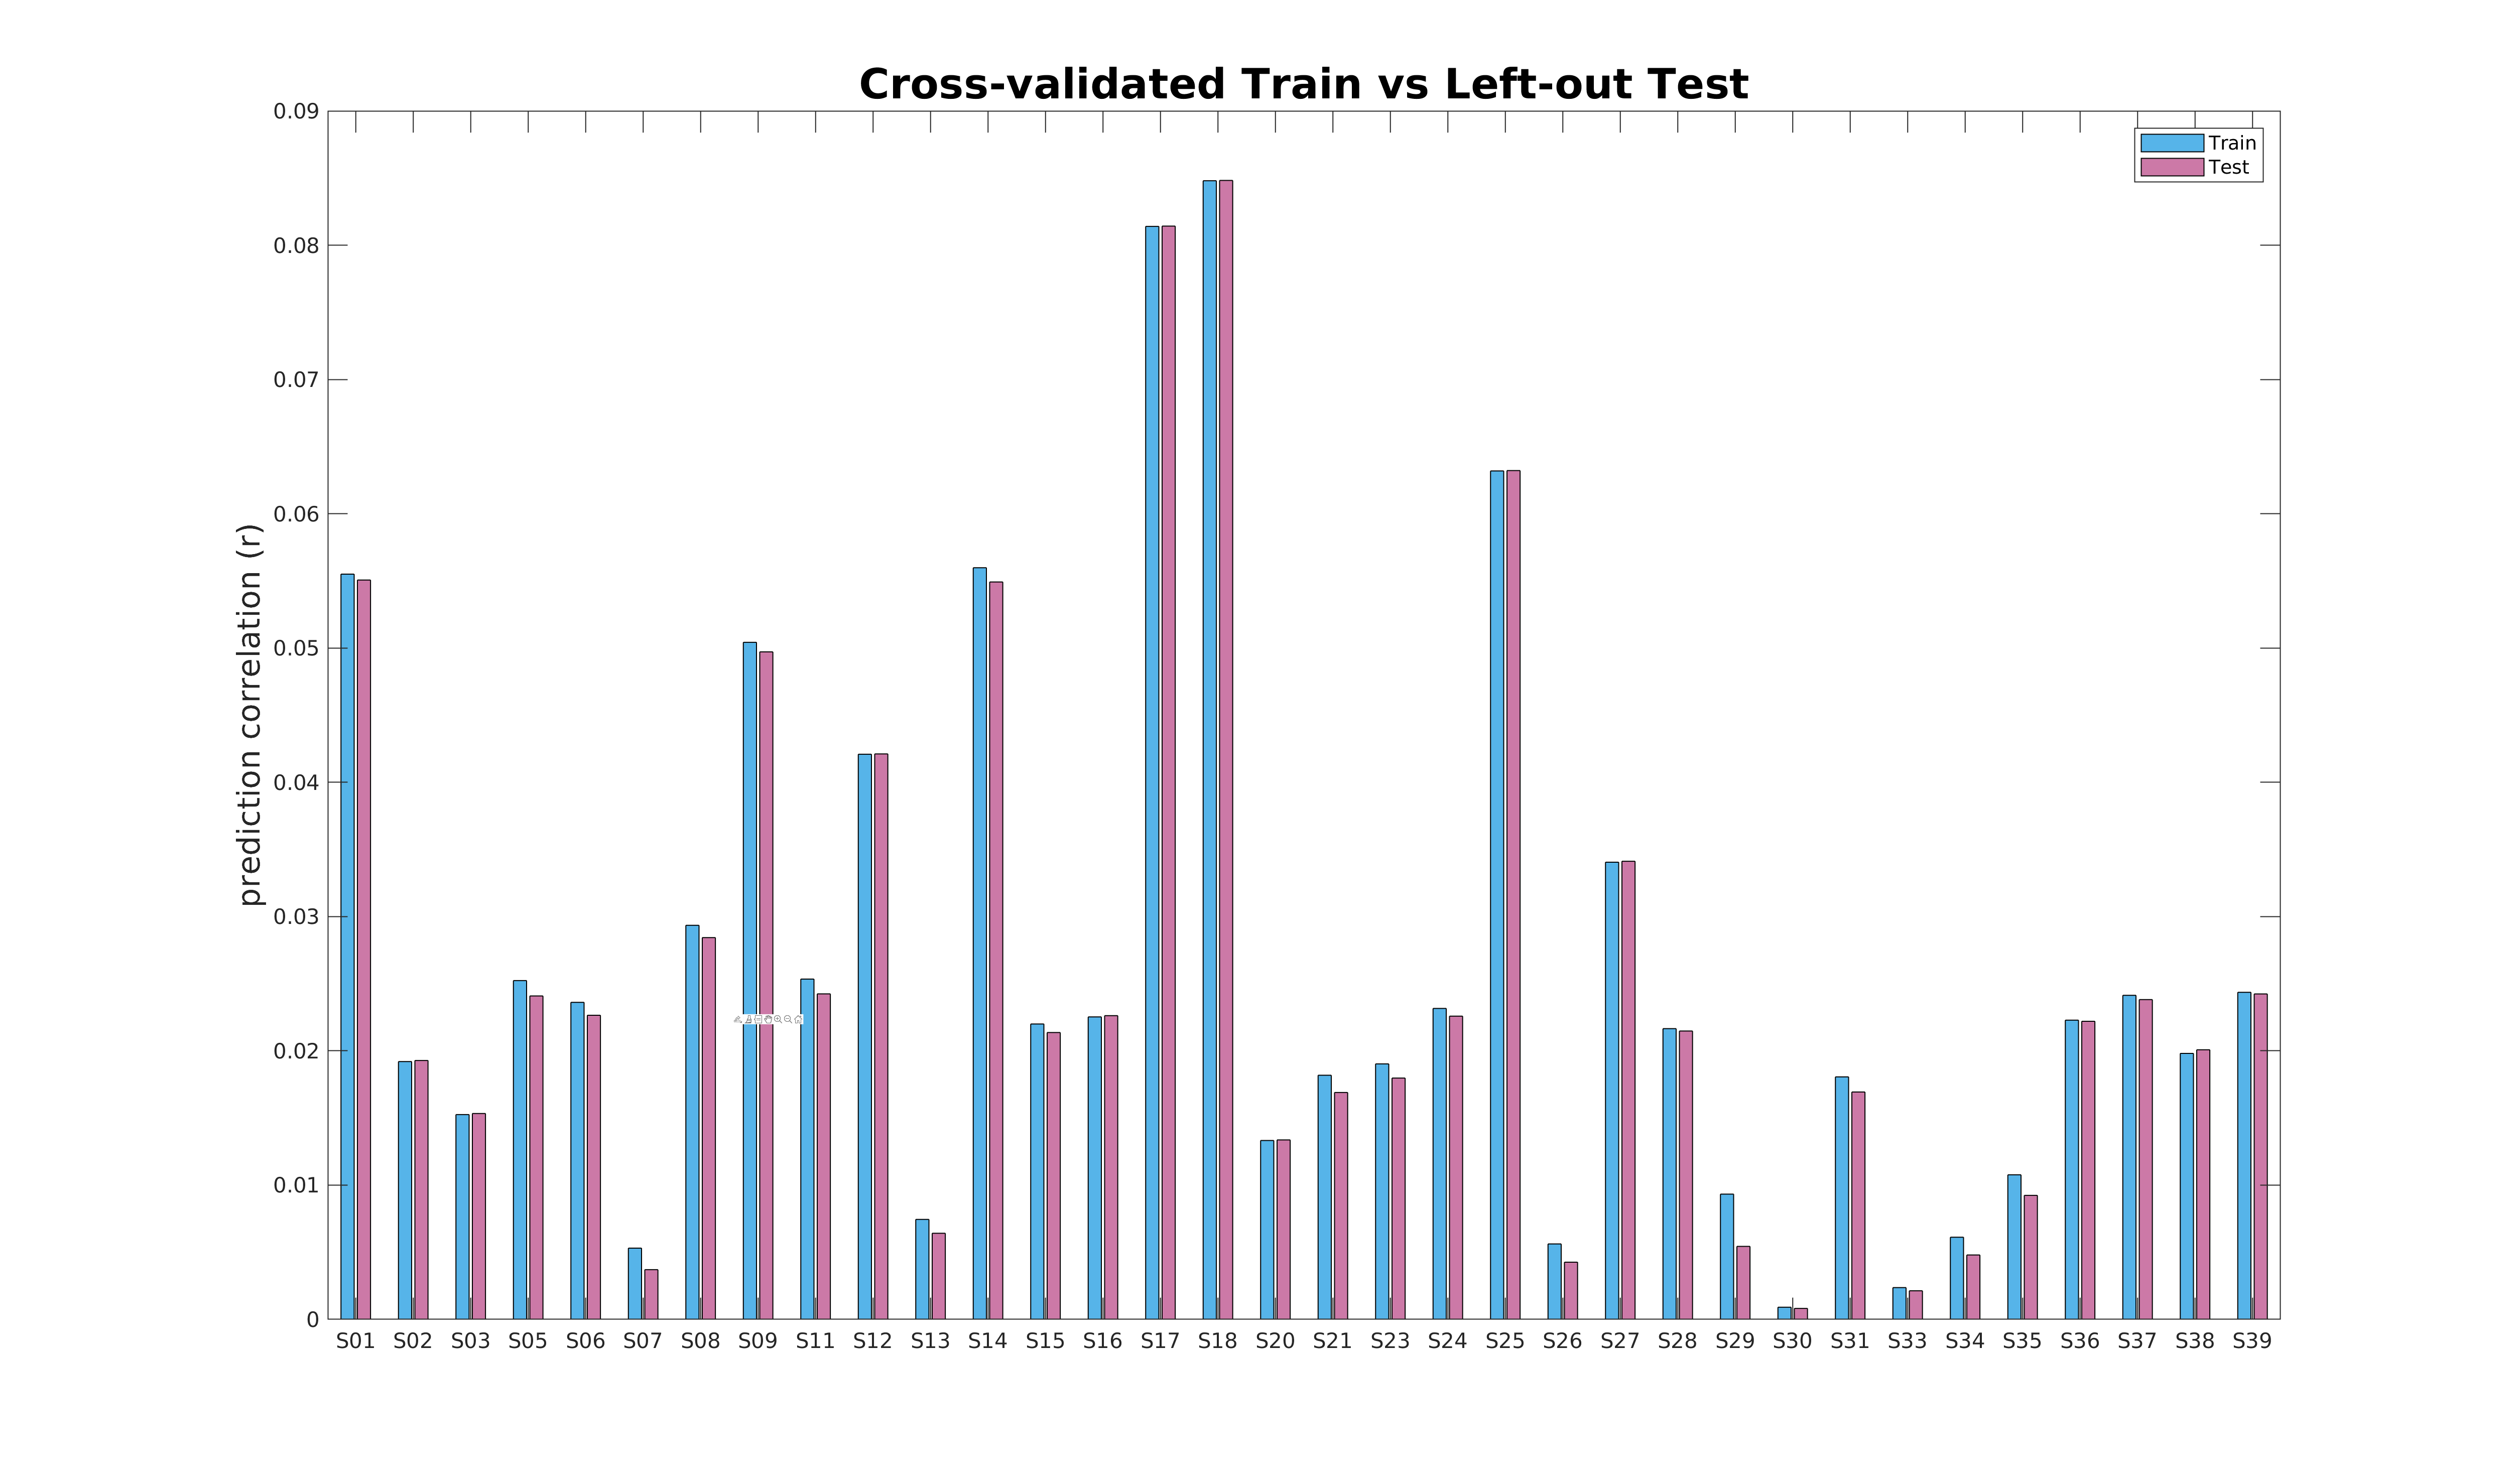 Cross-validated Train vs Left-out Test
Train
Test
prediction correlation (r)
0.09
0.08
0.07
0.06
0.05
0.04
0.03
0.02
0.01
0
S01 S02 S03 S05 S06 S07 S08 S09 S11 S12 S13 S14 S15 S16 S17 S18 S20 S21 S23 S24 S25 S26 S27 S28 S29 S30 S31 S33 S34 S35 S36 S37 S38 S39